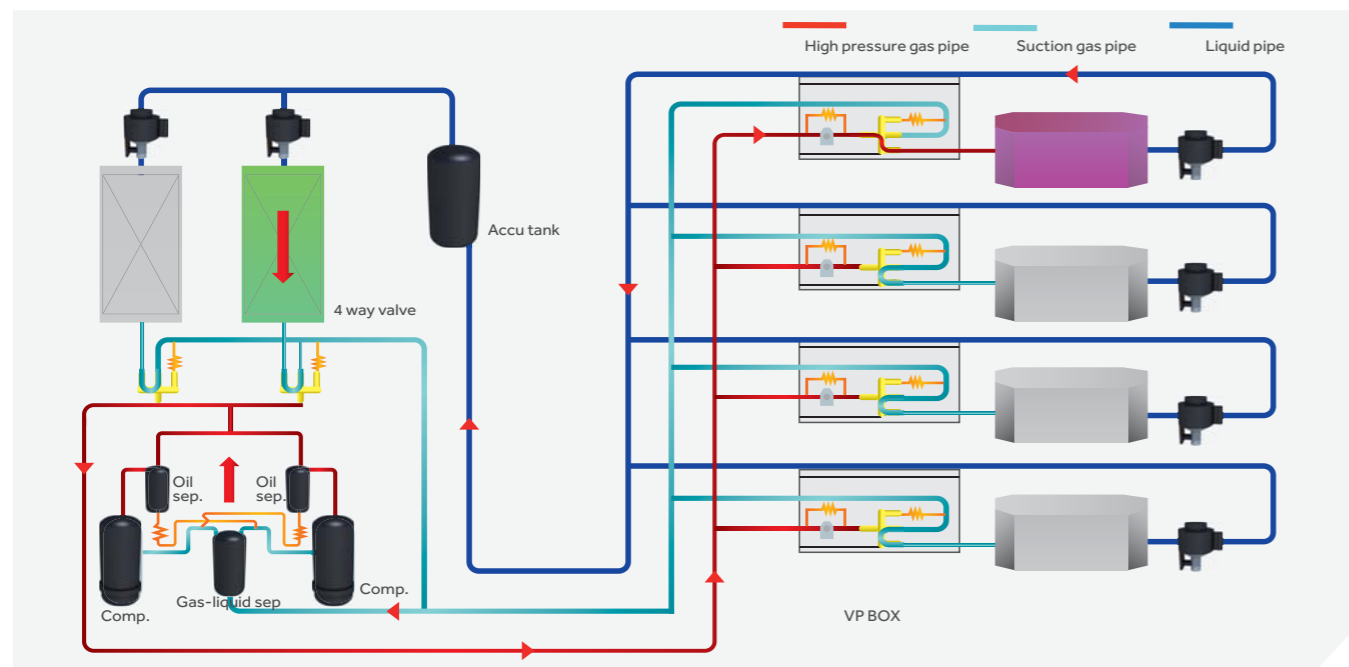 High pressure gas pipe
Suction gas pipe
Liquid pipe
Accu tank
4 way valve
Oil
sep.
Oil
sep.
Comp.
Gas-liquid sep
Comp.
VP BOX